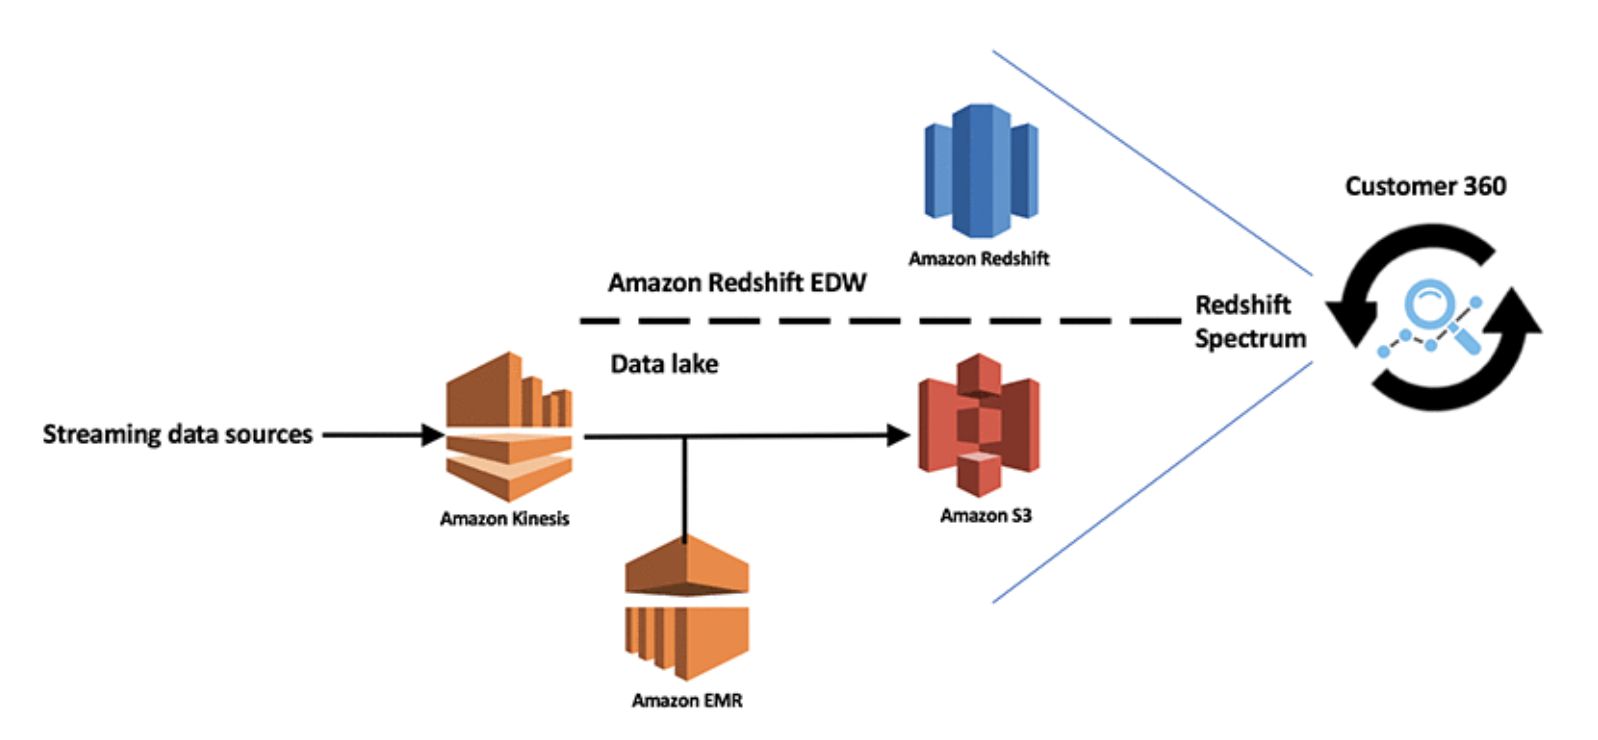 Customer 360
Amazon Redshift
Amazon Redshift EDW
Redshift
Spectrum
Data lake
Streaming data sources
Amazon Kinesis
Amazon S3
Amazon EMR